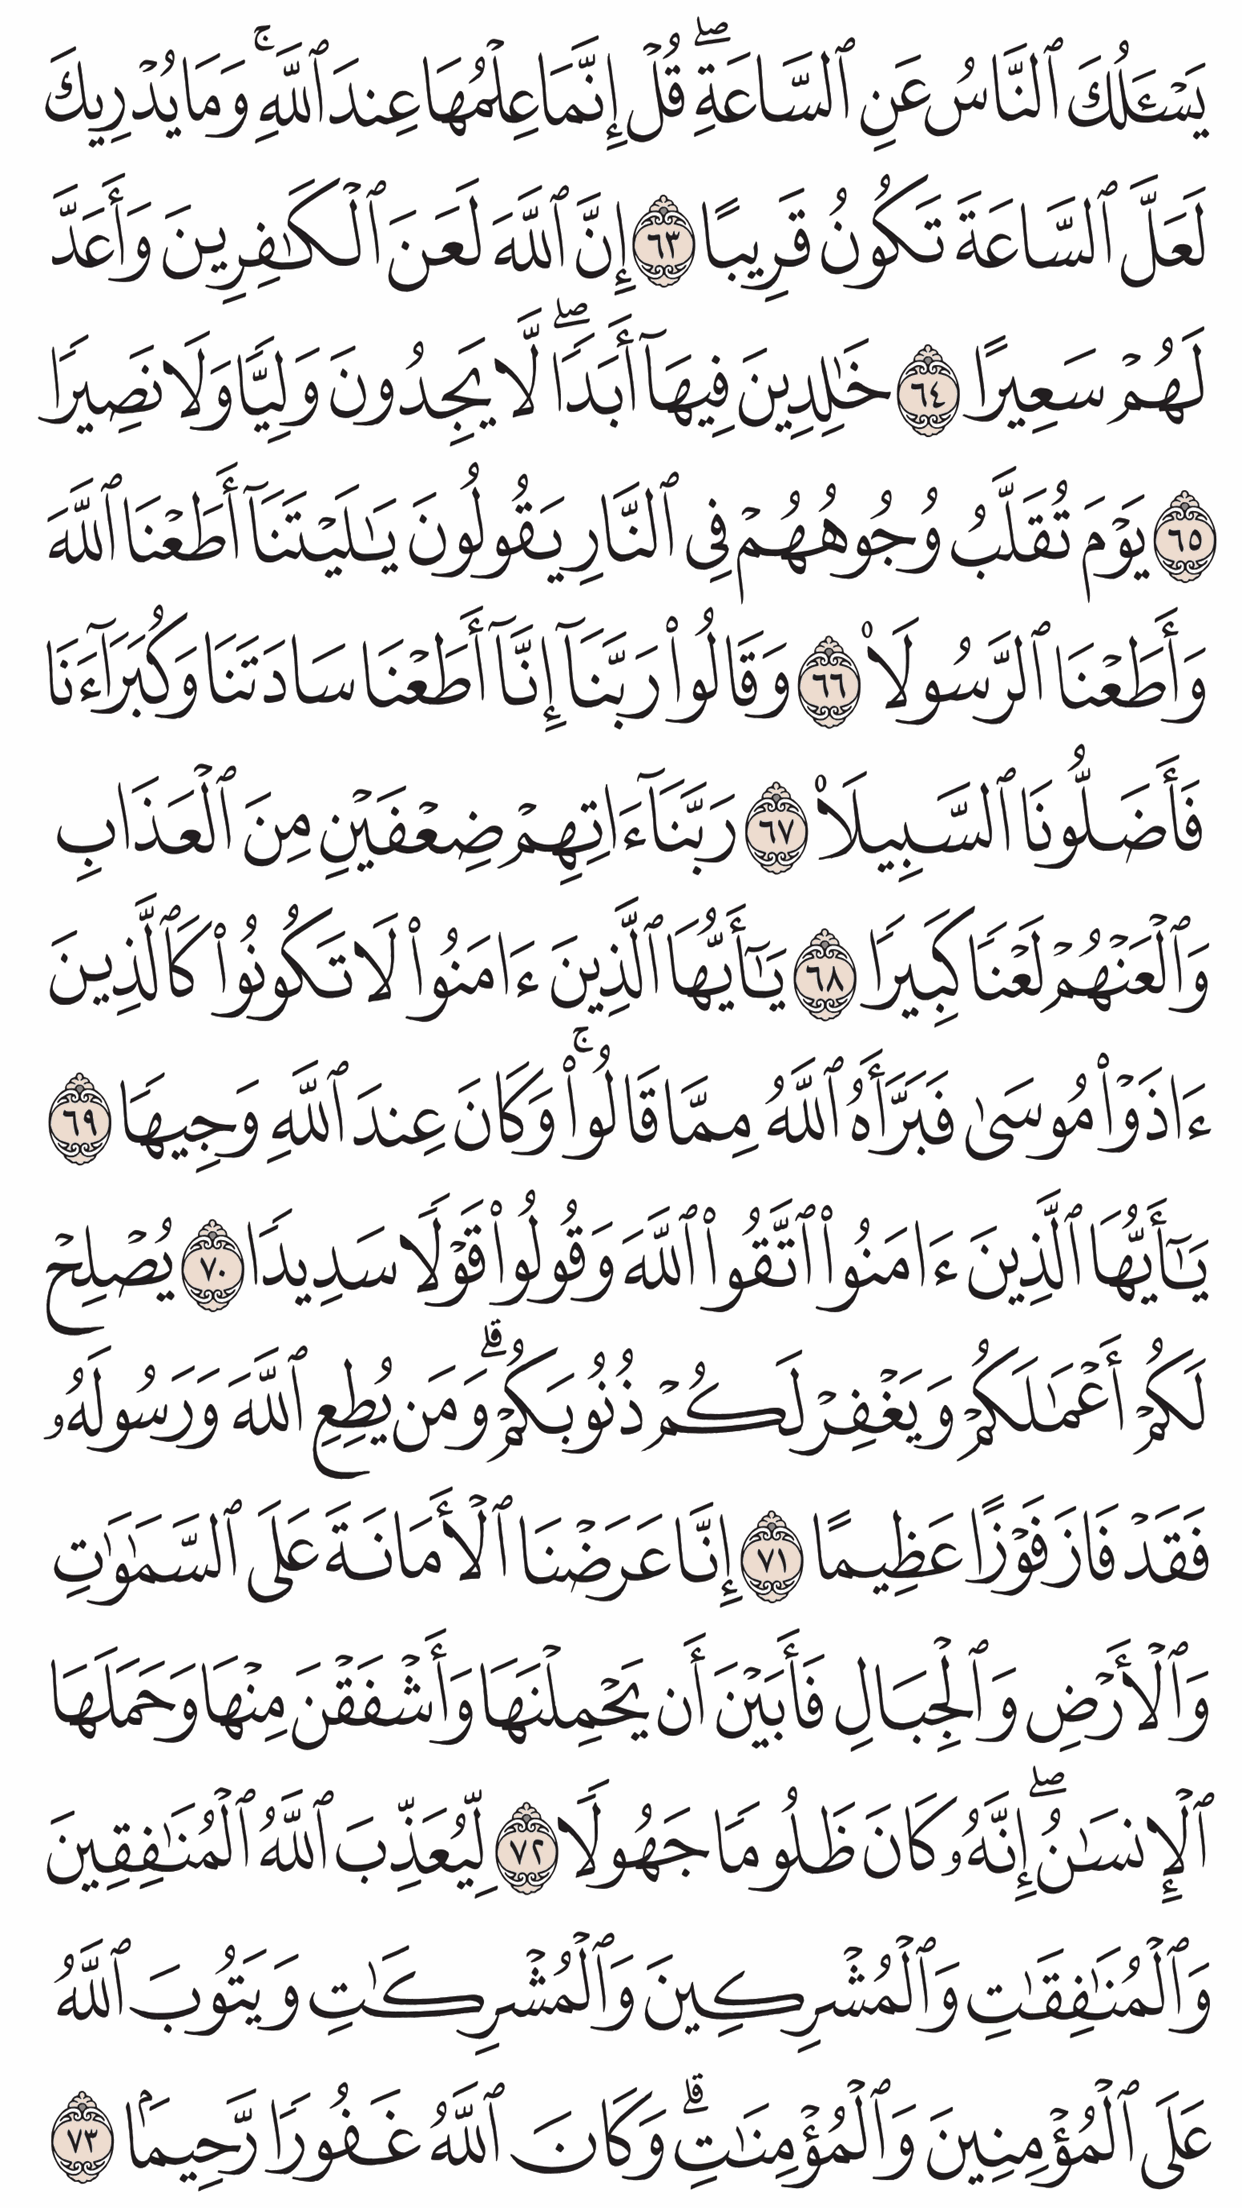 يَسْـَٔلُكَ ٱلنَّاسُ عَنِ ٱلسَّاعَةِۖ قُلْ إِنَّمَا عِلْمُهَا عِندَ ٱللَّهِۚ وَمَا يُدْرِيكَ
لَعَلَّ ٱلسَّاعَةَ تَكُونُ قَرِيبًا ٦٣ إِنَّ ٱللَّهَ لَعَنَ ٱلْكَـٰفِرِينَ وَأَعَدَّ
لَهُمْ سَعِيرًا ٦٤ خَـٰلِدِينَ فِيهَآ أَبَدًاۖ لَّا يَجِدُونَ وَلِيًّا وَلَا نَصِيرًا
٦٥ يَوْمَ تُقَلَّبُ وُجُوهُهُمْ فِى ٱلنَّارِ يَقُولُونَ يَـٰلَيْتَنَآ أَطَعْنَا ٱللَّهَ
وَأَطَعْنَا ٱلرَّسُولَا۠ ٦٦ وَقَالُوا۟ رَبَّنَآ إِنَّآ أَطَعْنَا سَادَتَنَا وَكُبَرَآءَنَا
فَأَضَلُّونَا ٱلسَّبِيلَا۠ ٦٧ رَبَّنَآ ءَاتِهِمْ ضِعْفَيْنِ مِنَ ٱلْعَذَابِ
وَٱلْعَنْهُمْ لَعْنًا كَبِيرًا ٦٨ يَـٰٓأَيُّهَا ٱلَّذِينَ ءَامَنُوا۟ لَا تَكُونُوا۟ كَٱلَّذِينَ
ءَاذَوْا۟ مُوسَىٰ فَبَرَّأَهُ ٱللَّهُ مِمَّا قَالُوا۟ۚ وَكَانَ عِندَ ٱللَّهِ وَجِيهًا ٦٩
يَـٰٓأَيُّهَا ٱلَّذِينَ ءَامَنُوا۟ ٱتَّقُوا۟ ٱللَّهَ وَقُولُوا۟ قَوْلًا سَدِيدًا ٧٠ يُصْلِحْ
لَكُمْ أَعْمَـٰلَكُمْ وَيَغْفِرْ لَكُمْ ذُنُوبَكُمْۗ وَمَن يُطِعِ ٱللَّهَ وَرَسُولَهُۥ
فَقَدْ فَازَ فَوْزًا عَظِيمًا ٧١ إِنَّا عَرَضْنَا ٱلْأَمَانَةَ عَلَى ٱلسَّمَـٰوَٰتِ
وَٱلْأَرْضِ وَٱلْجِبَالِ فَأَبَيْنَ أَن يَحْمِلْنَهَا وَأَشْفَقْنَ مِنْهَا وَحَمَلَهَا
ٱلْإِنسَـٰنُۖ إِنَّهُۥ كَانَ ظَلُومًا جَهُولًا ٧٢ لِّيُعَذِّبَ ٱللَّهُ ٱلْمُنَـٰفِقِينَ
وَٱلْمُنَـٰفِقَـٰتِ وَٱلْمُشْرِكِينَ وَٱلْمُشْرِكَـٰتِ وَيَتُوبَ ٱللَّهُ
عَلَى ٱلْمُؤْمِنِينَ وَٱلْمُؤْمِنَـٰتِۗ وَكَانَ ٱللَّهُ غَفُورًا رَّحِيمًۢا ٧٣